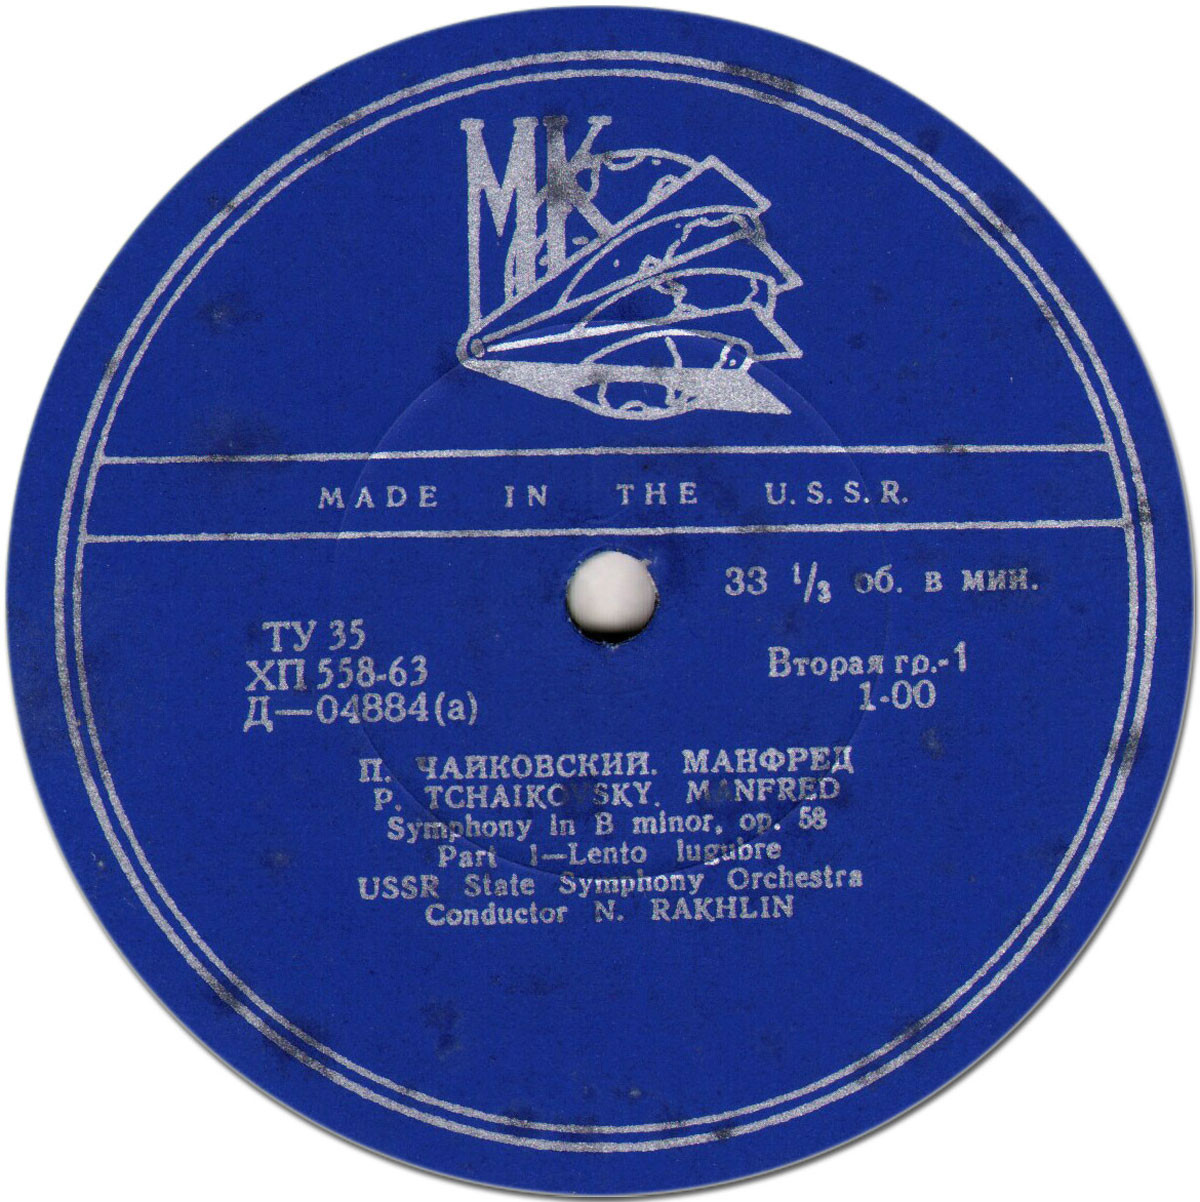 МК
MADE IN THE U.S.S.R.
33 1/3 об. в мин.
ТУ 35
ХП 558-63
Д—04884(а)
Вторая гр.-1
1-00
П. ЧАЙКОВСКИЙ. МАНФРЕД
P. TCHAIKOVSKY. MANFRED
Symphony in B minor, op. 58
Part 1—Lento lugubre
USSR State Symphony Orchestra
Conductor N. RAKHLIN